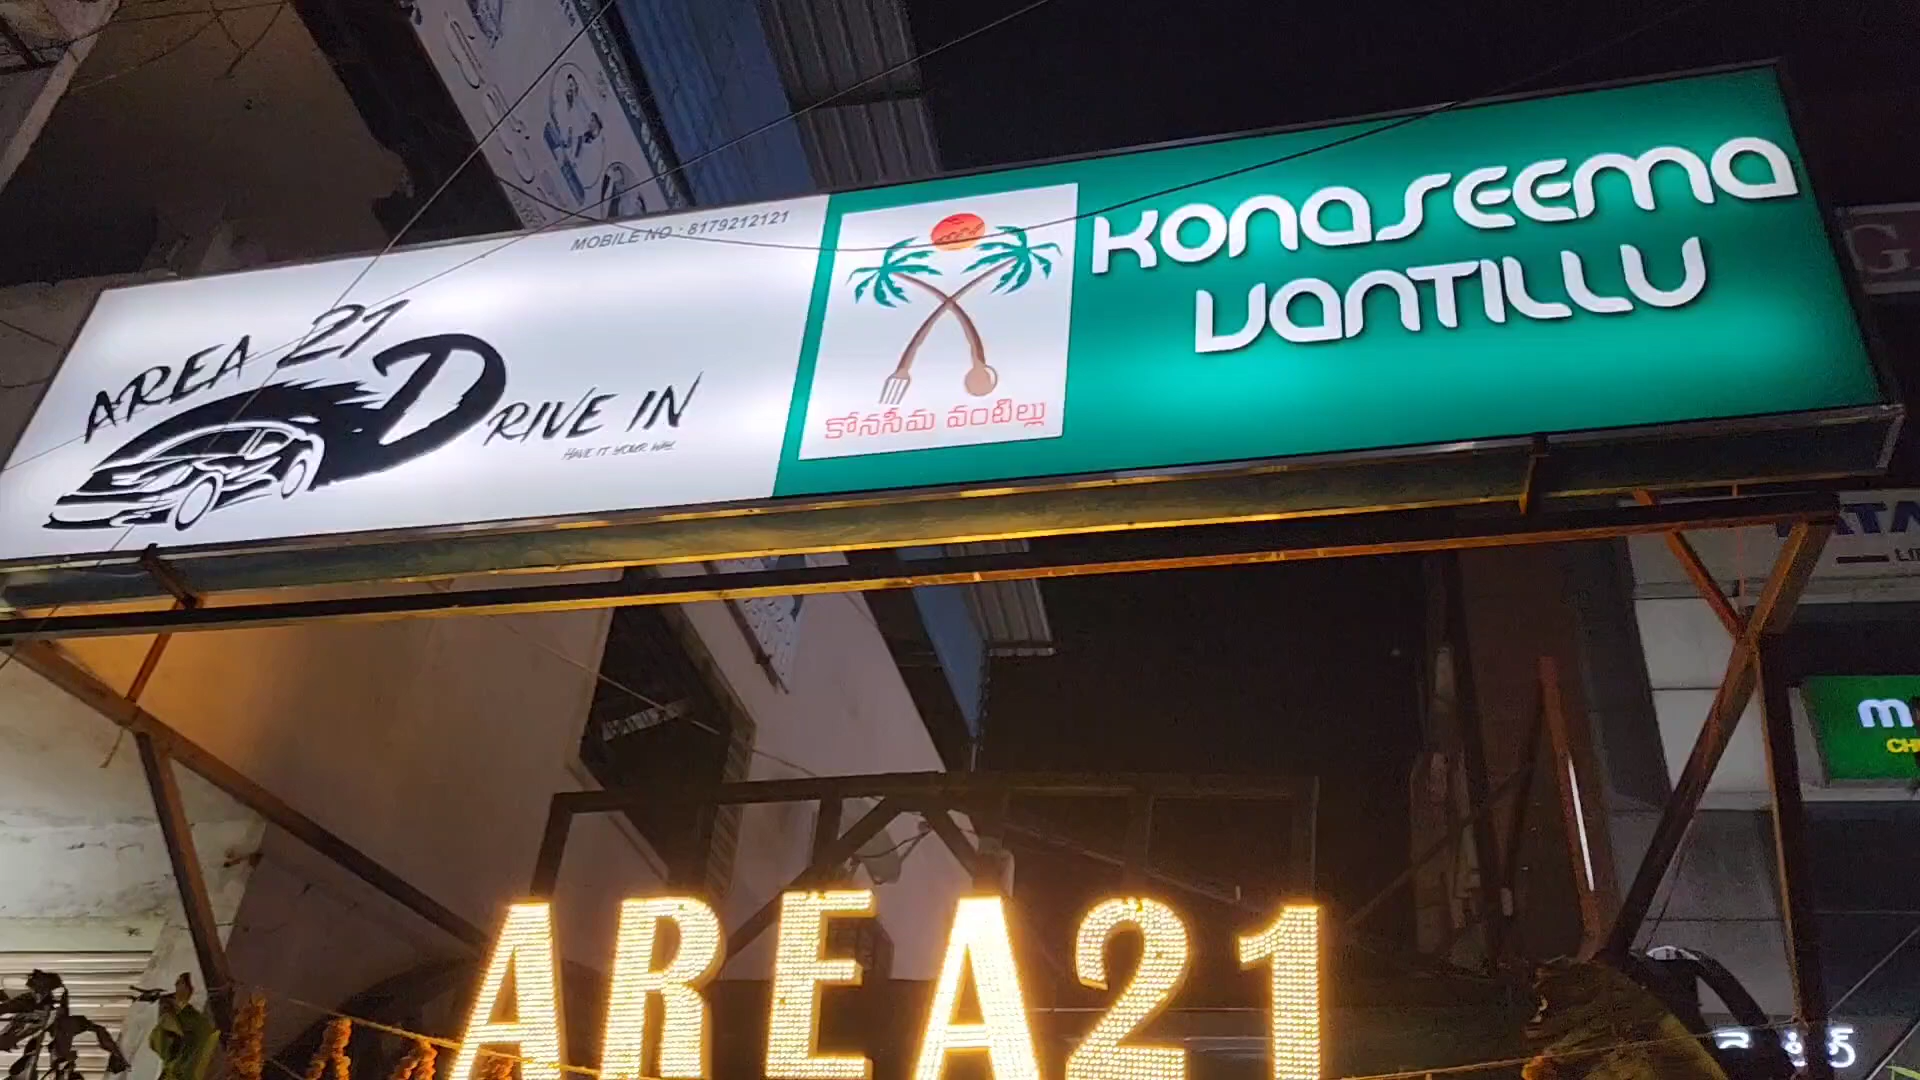 MOBILE NO : 8179212121
AREA 21
DRIVE IN
HAVE IT YOUR WAY
కోనసీమ వంటిల్లు
KONASEEMA
VANTILLU
AREA21